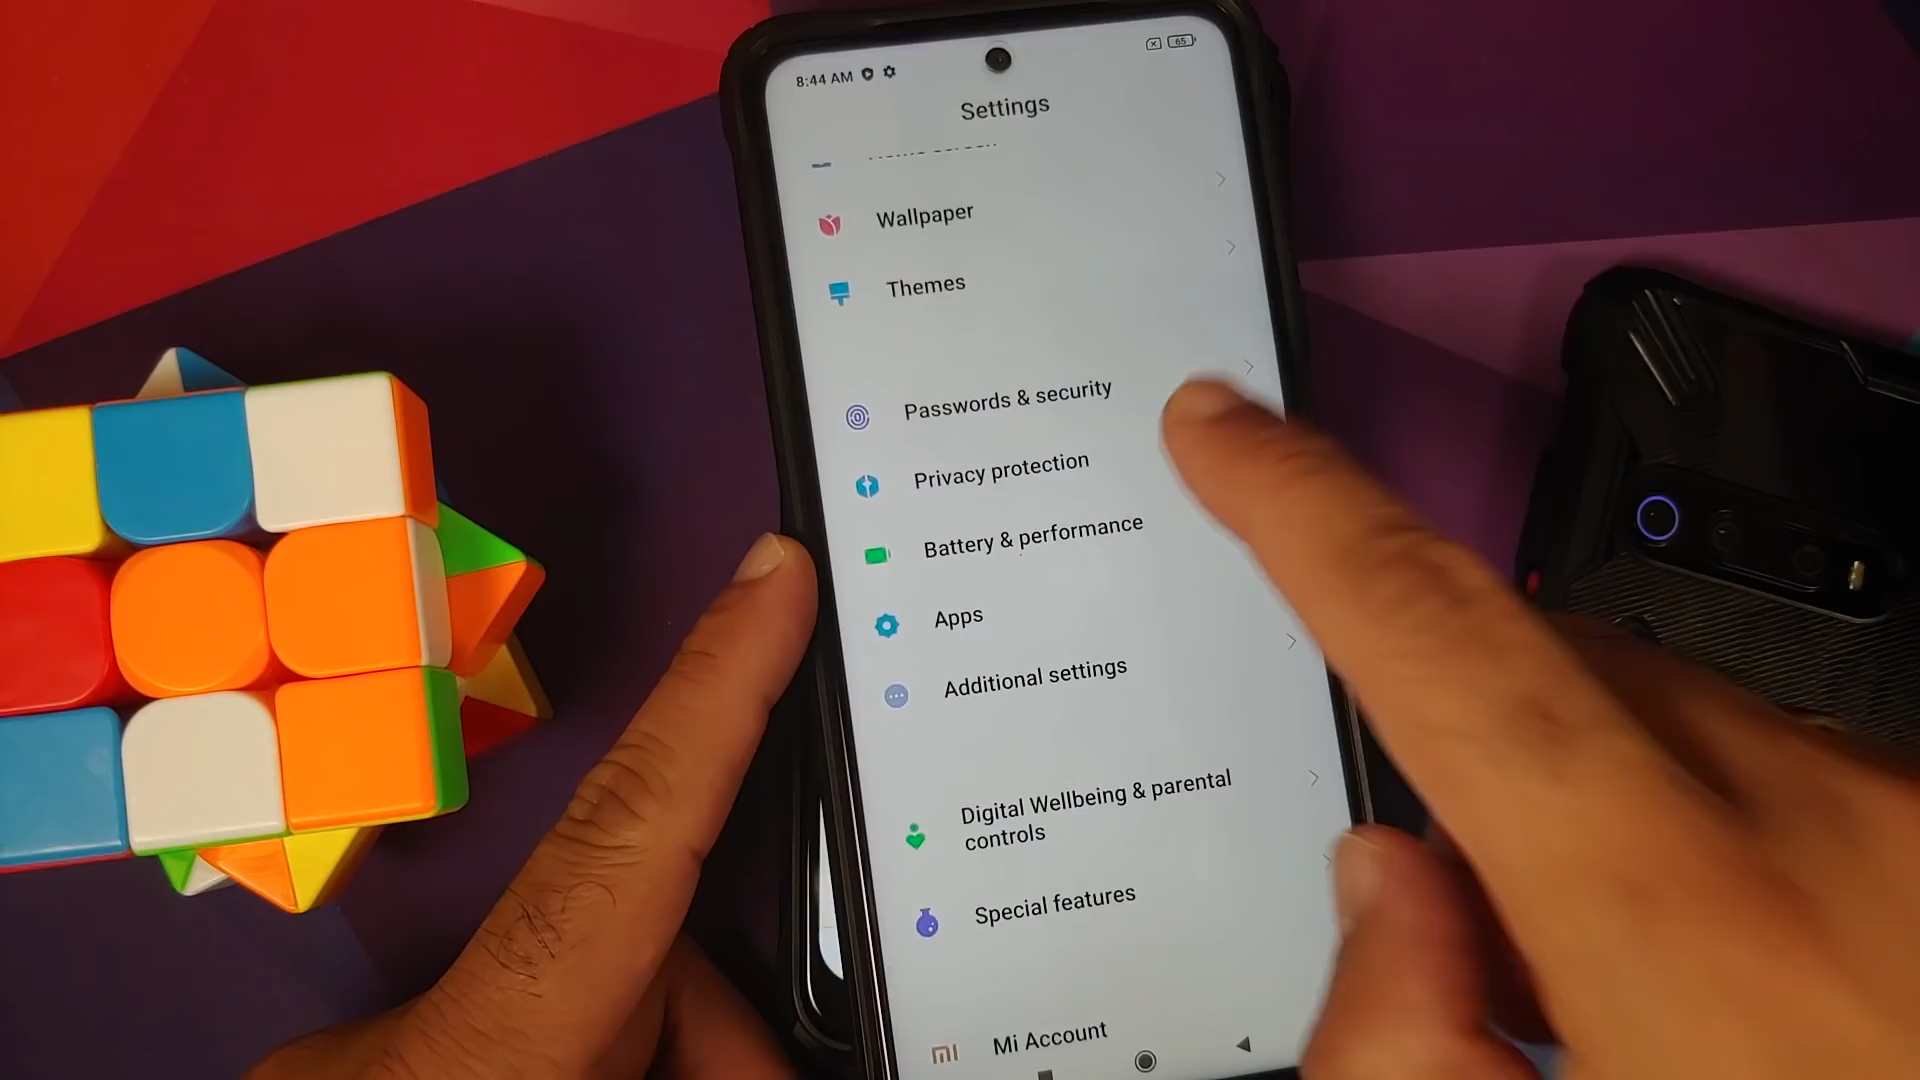 8:44 AM
65
Settings
Wallpaper
Themes
Passwords & security
Privacy protection
Battery & performance
Apps
Additional settings
Digital Wellbeing & parental
controls
Special features
Mi Account